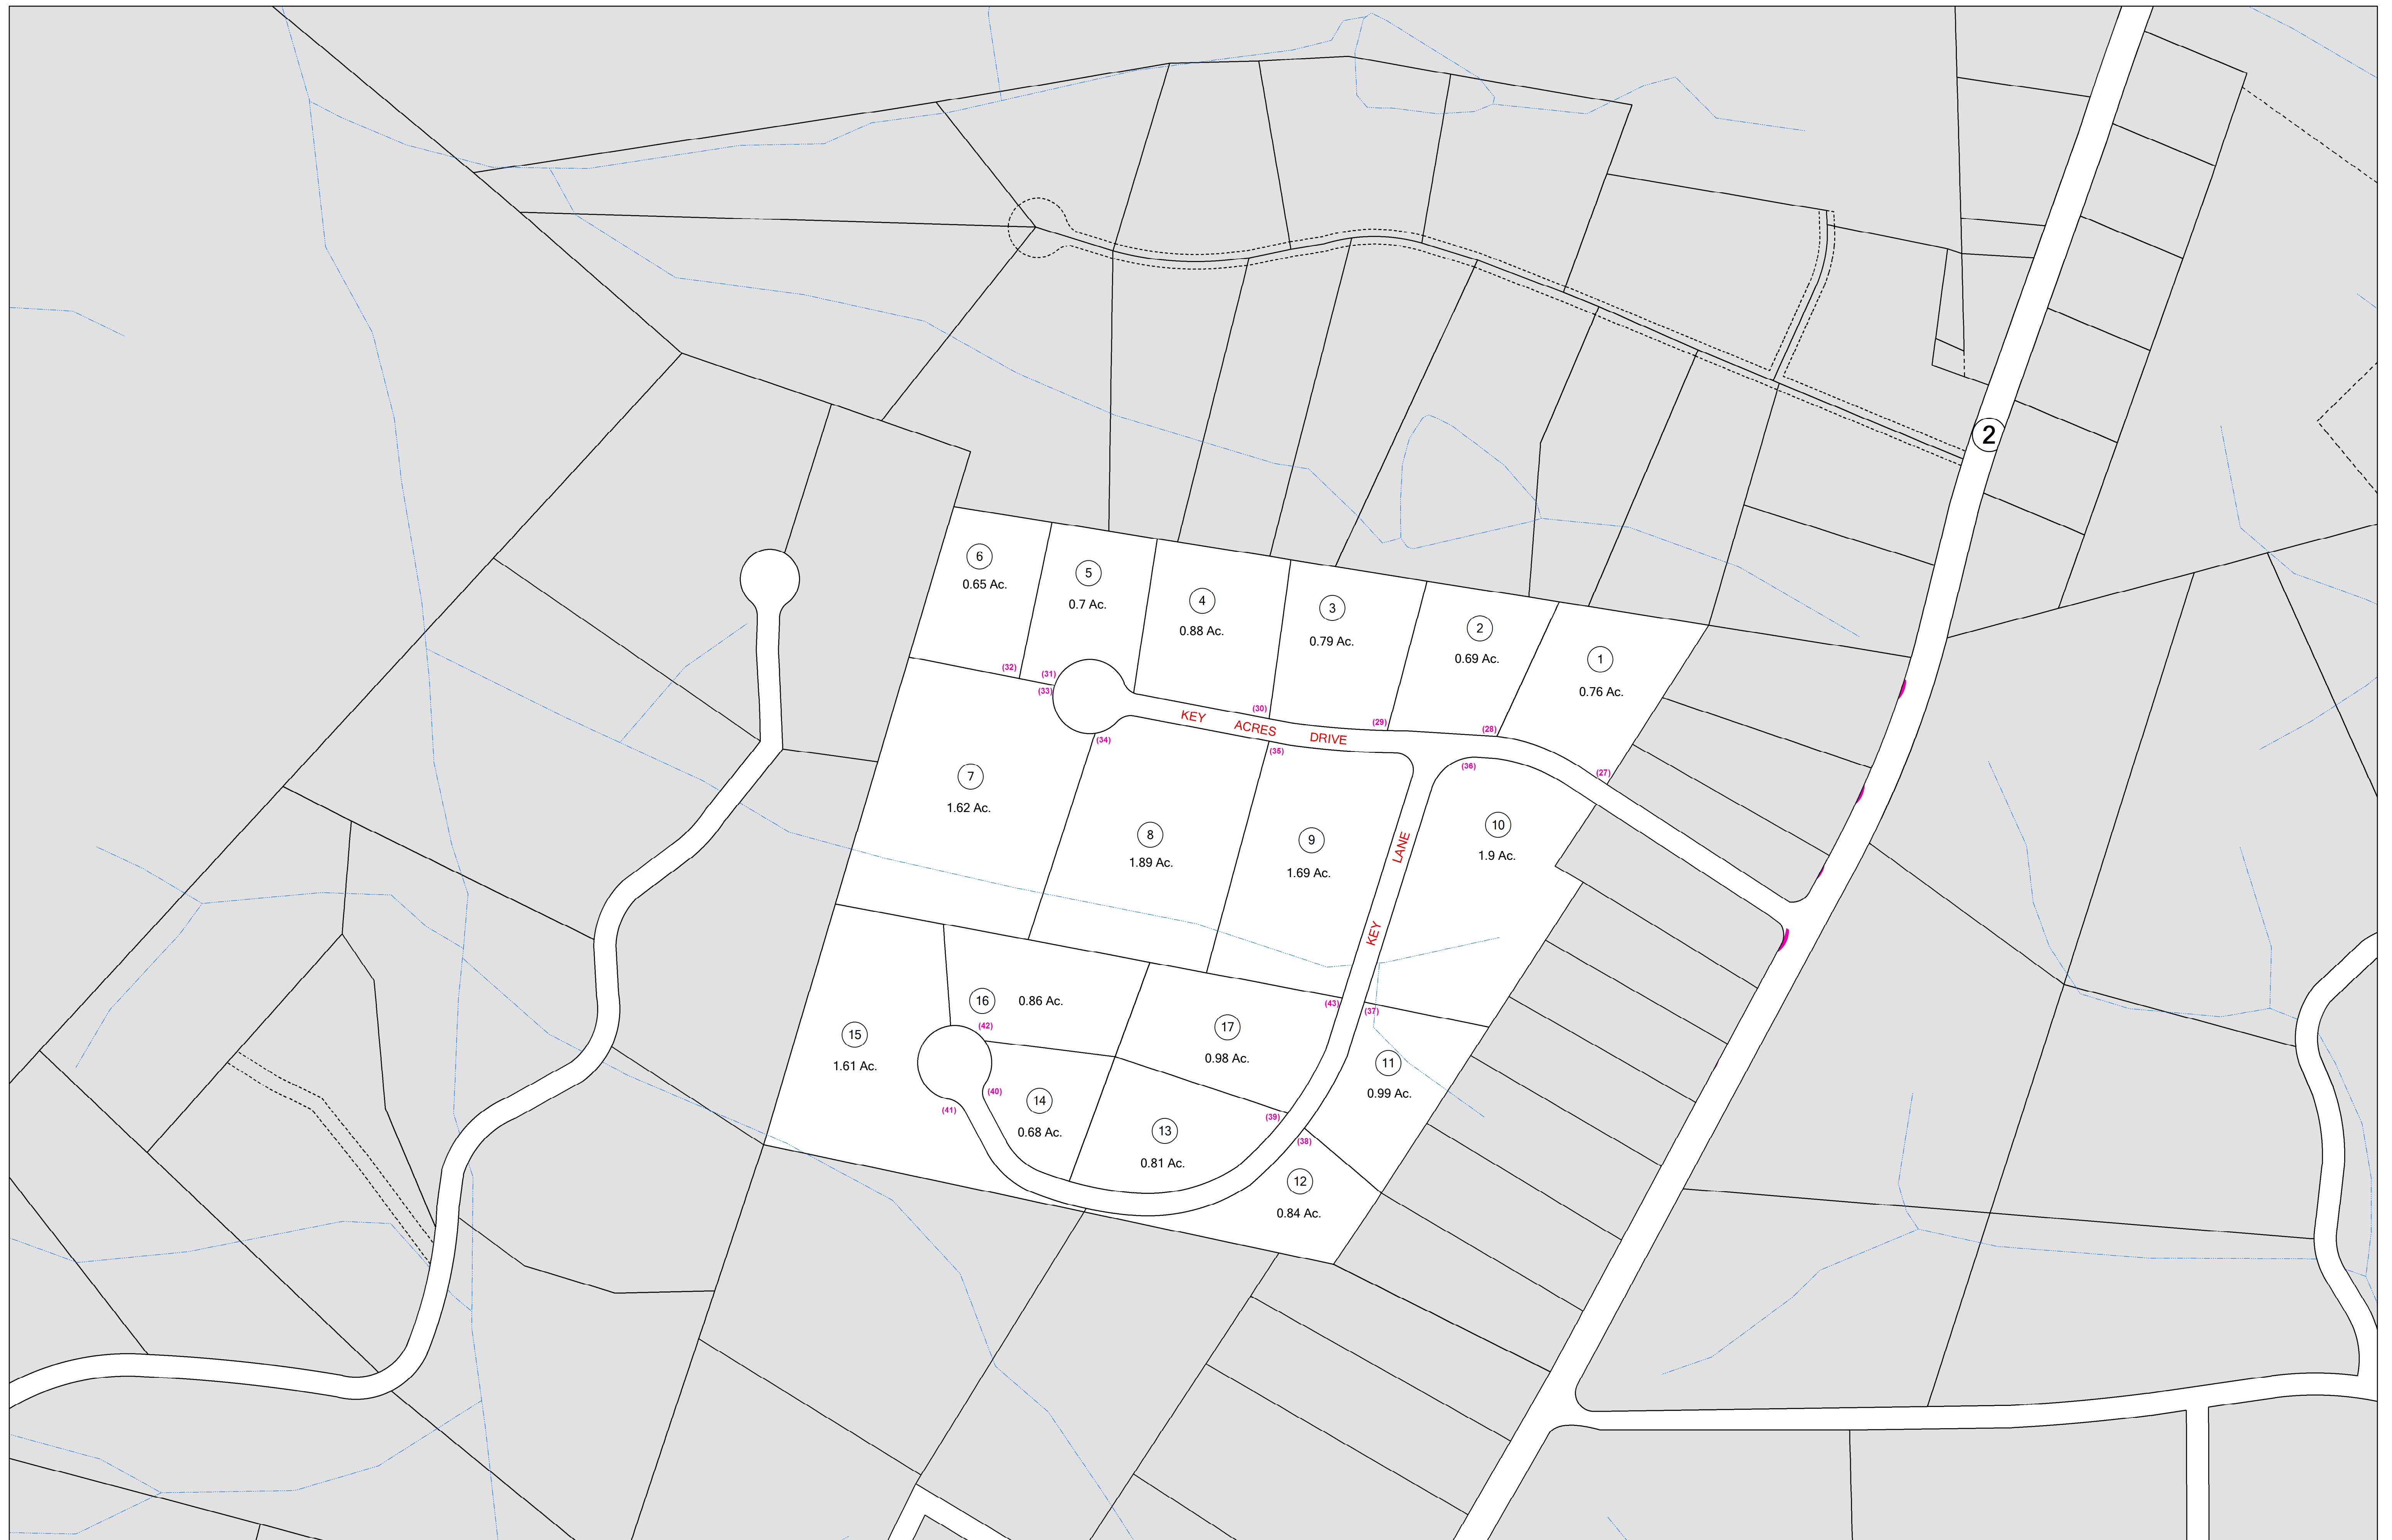 2
6
0.65 Ac.
5
0.7 Ac.
4
0.88 Ac.
3
0.79 Ac.
2
0.69 Ac.
1
0.76 Ac.
(32)
(31)
(33)
(30)
(29)
(28)
(27)
KEY ACRES DRIVE
(34)
(35)
(36)
7
1.62 Ac.
8
1.89 Ac.
9
1.69 Ac.
10
1.9 Ac.
KEY LANE
(43)
(37)
16
0.86 Ac.
(42)
15
1.61 Ac.
17
0.98 Ac.
11
0.99 Ac.
(40)
(41)
14
0.68 Ac.
13
0.81 Ac.
(39)
(38)
12
0.84 Ac.